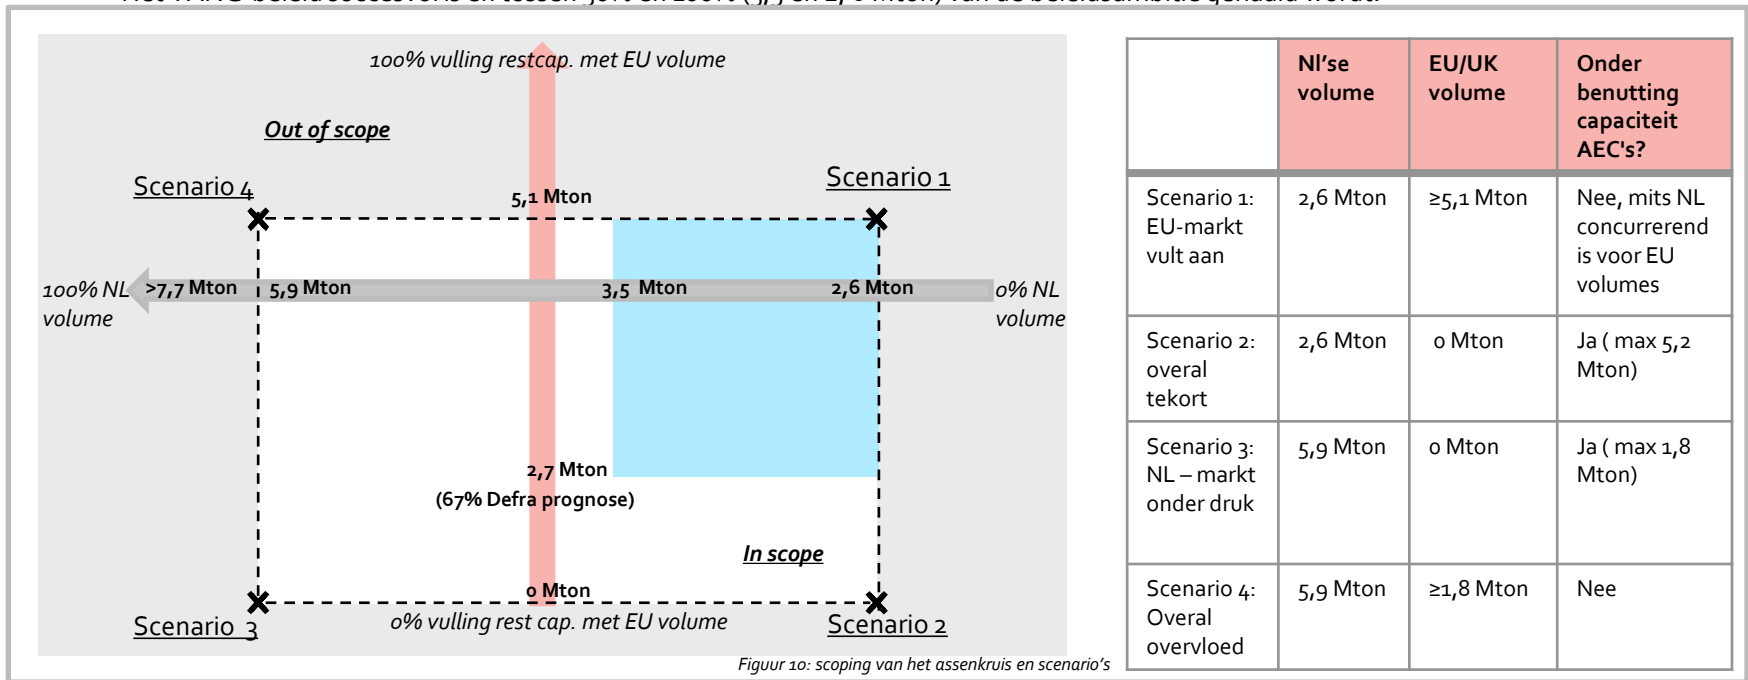 100% vulling restcap. met EU volume
Out of scope
Scenario 4
Scenario 1
5,1 Mton
100% NL
volume
>7,7 Mton
5,9 Mton
3,5 Mton
2,6 Mton
0% NL
volume
2,7 Mton
(67% Defra prognose)
In scope
0 Mton
Scenario 3
0% vulling rest cap. met EU volume
Scenario 2
Figuur 10: scoping van het assenkruis en scenario's
Nl'se
volume
EU/UK
volume
Onder
benutting
capaciteit
AEC's?
Scenario 1:
EU-markt
vult aan
2,6 Mton
≥5,1 Mton
Nee, mits NL
concurrerend
is voor EU
volumes
Scenario 2:
overal
tekort
2,6 Mton
0 Mton
Ja ( max 5,2
Mton)
Scenario 3:
NL – markt
onder druk
5,9 Mton
0 Mton
Ja ( max 1,8
Mton)
Scenario 4:
Overal
overvloed
5,9 Mton
≥1,8 Mton
Nee